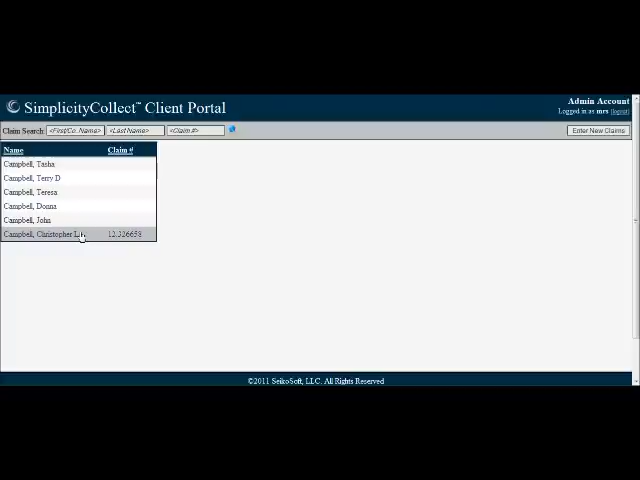 SimplicityCollect™ Client Portal
Admin Account
Logged in as mrs [logout]
Claim Search: <First/Co. Name> <Last Name> <Claim #>
Enter New Claims
Name Claim #
Campbell, Tasha
Campbell, Terry D
Campbell, Teresa
Campbell, Donna
Campbell, John
Campbell, Christopher 12.326658
©2011 SeikoSoft, LLC. All Rights Reserved